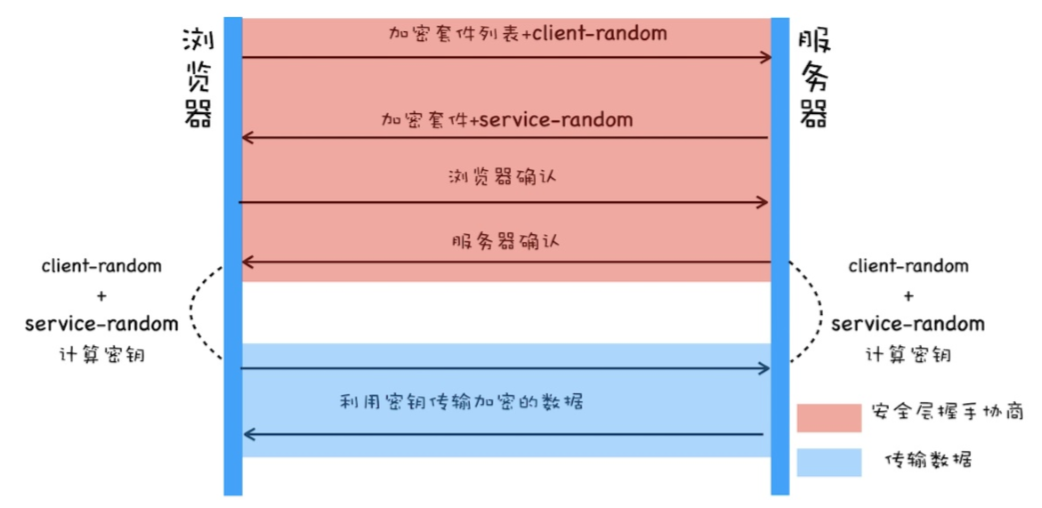 浏览器
服务器
加密套件列表+client-random
加密套件+service-random
浏览器确认
服务器确认
client-random
+
service-random
计算密钥
client-random
+
service-random
计算密钥
利用密钥传输加密的数据
安全层握手协商
传输数据